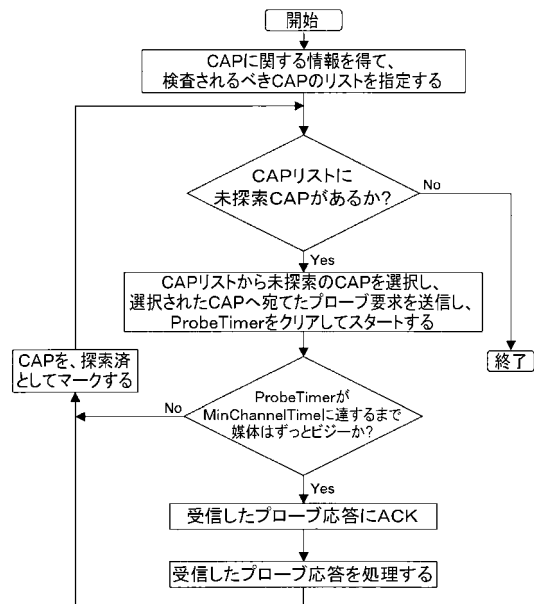 開始
CAPに関する情報を得て、
検査されるべきCAPのリストを指定する
CAPリストに
未探索CAPがあるか?
No
Yes
CAPリストから未探索のCAPを選択し、
選択されたCAPへ宛てたプローブ要求を送信し、
ProbeTimerをクリアしてスタートする
終了
CAPを、探索済
としてマークする
ProbeTimerが
MinChannelTimeに達するまで
媒体はずっとビジーか?
No
Yes
受信したプローブ応答にACK
受信したプローブ応答を処理する